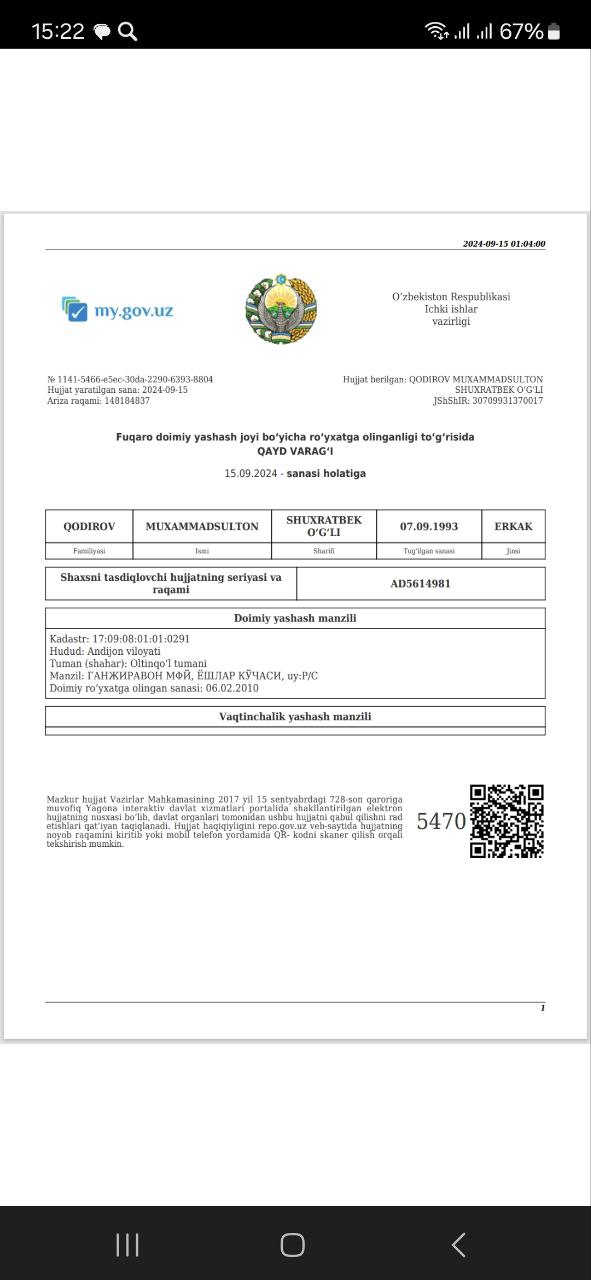 15:22
67%
2024-09-15 01:04:00
my.gov.uz
O‘zbekiston Respublikasi
Ichki ishlar
vazirligi
№ 1141-5466-e5ec-30da-2290-6393-8804
Hujjat yaratilgan sana: 2024-09-15
Ariza raqami: 148184837
Hujjat berilgan: QODIROV MUXAMMADSULTON
SHUXRATBEK O‘G‘LI
JShShIR: 30709931370017
Fuqaro doimiy yashash joyi bo‘yicha ro‘yxatga olinganligi to‘g‘risida
QAYD VARAG‘I
15.09.2024 - sanasi holatiga
QODIROV MUXAMMADSULTON SHUXRATBEK O‘G‘LI 07.09.1993 ERKAK
Familiyasi Ismi Sharifi Tug‘ilgan sanasi Jinsi
Shaxsni tasdiqlovchi hujjatning seriyasi va
raqami
AD5614981
Doimiy yashash manzili
Kadastr: 17:09:08:01:01:0291
Hudud: Andijon viloyati
Tuman (shahar): Oltinqo‘l tumani
Manzil: ГАНЖИРАВОН МФЙ, ЁШЛАР КЎЧАСИ, uy:Р/С
Doimiy ro‘yxatga olingan sanasi: 06.02.2010
Vaqtinchalik yashash manzili
Mazkur hujjat Vazirlar Mahkamasining 2017 yil 15 sentyabrdagi 728-son qaroriga
muvofiq Yagona interaktiv davlat xizmatlari portalida shakllantirilgan elektron
hujjatning nusxasi bo‘lib, davlat organlari tomonidan ushbu hujjatni qabul qilishni rad
etishlari qat’iyan taqiqlanadi. Hujjat haqiqiyligini repo.gov.uz veb-saytida hujjatning
noyob raqamini kiritib yoki mobil telefon yordamida QR- kodni skaner qilish orqali
tekshirish mumkin.
5470
1